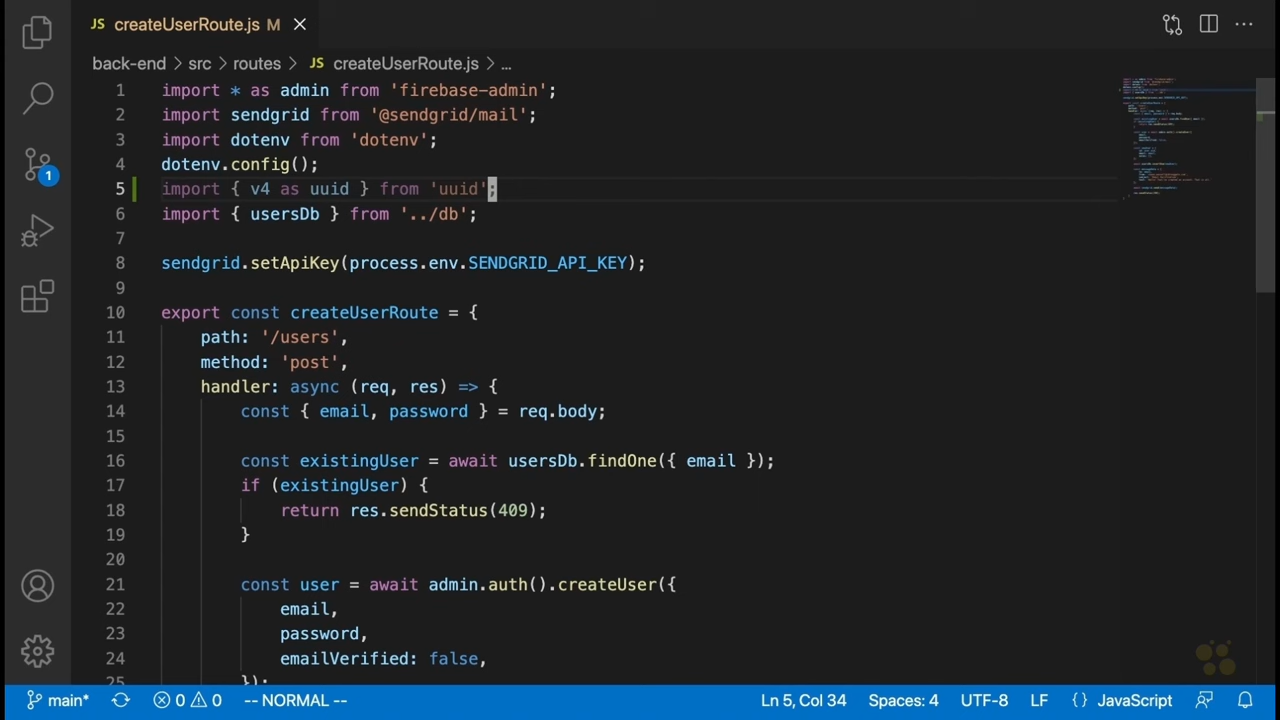 JS createUserRoute.js M
back-end > src > routes > JS createUserRoute.js > ...
1 import * as admin from 'firebase-admin';
2 import sendgrid from '@sendgrid/mail';
3 import dotenv from 'dotenv';
4 dotenv.config();
5 import { v4 as uuid } from 'uuid';
6 import { usersDb } from '../db';
7
8 sendgrid.setApiKey(process.env.SENDGRID_API_KEY);
9
10 export const createUserRoute = {
11 path: '/users',
12 method: 'post',
13 handler: async (req, res) => {
14 const { email, password } = req.body;
15
16 const existingUser = await usersDb.findOne({ email });
17 if (existingUser) {
18 return res.sendStatus(409);
19 }
20
21 const user = await admin.auth().createUser({
22 email,
23 password,
24 emailVerified: false,
25 });
1
main* 0 0 -- NORMAL -- Ln 5, Col 34 Spaces: 4 UTF-8 LF {} JavaScript